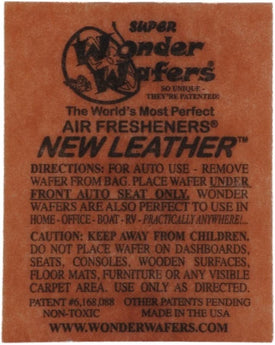 SUPER
Wonder
Wafers®
SO UNIQUE -
THEY'RE PATENTED!
The World's Most Perfect
AIR FRESHENERS®
NEW LEATHER™
DIRECTIONS: FOR AUTO USE - REMOVE
WAFER FROM BAG. PLACE WAFER UNDER
FRONT AUTO SEAT ONLY. WONDER
WAFERS ARE ALSO PERFECT TO USE IN
HOME - OFFICE - BOAT - RV - PRACTICALLY ANYWHERE!...
CAUTION: KEEP AWAY FROM CHILDREN.
DO NOT PLACE WAFER ON DASHBOARDS,
SEATS, CONSOLES, WOODEN SURFACES,
FLOOR MATS, FURNITURE OR ANY VISIBLE
CARPET AREA. USE ONLY AS DIRECTED.
PATENT #6,168,088 OTHER PATENTS PENDING
NON-TOXIC MADE IN THE USA
WWW.WONDERWAFERS.COM